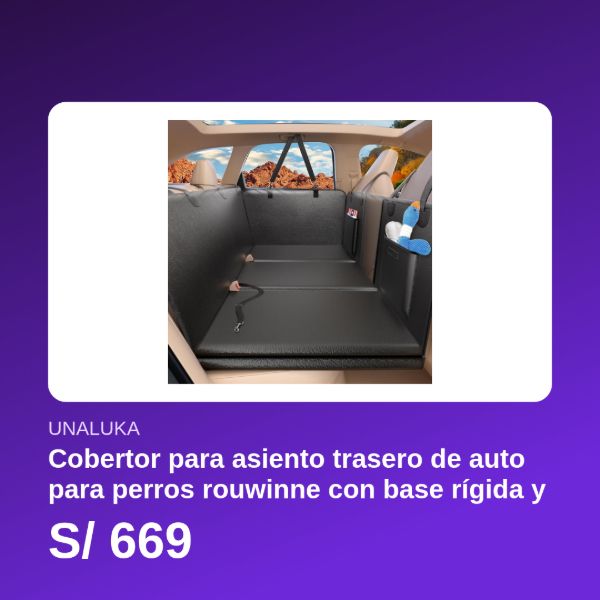 UNALUKA
Cobertor para asiento trasero de auto
para perros rouwinne con base rígida y
S/ 669